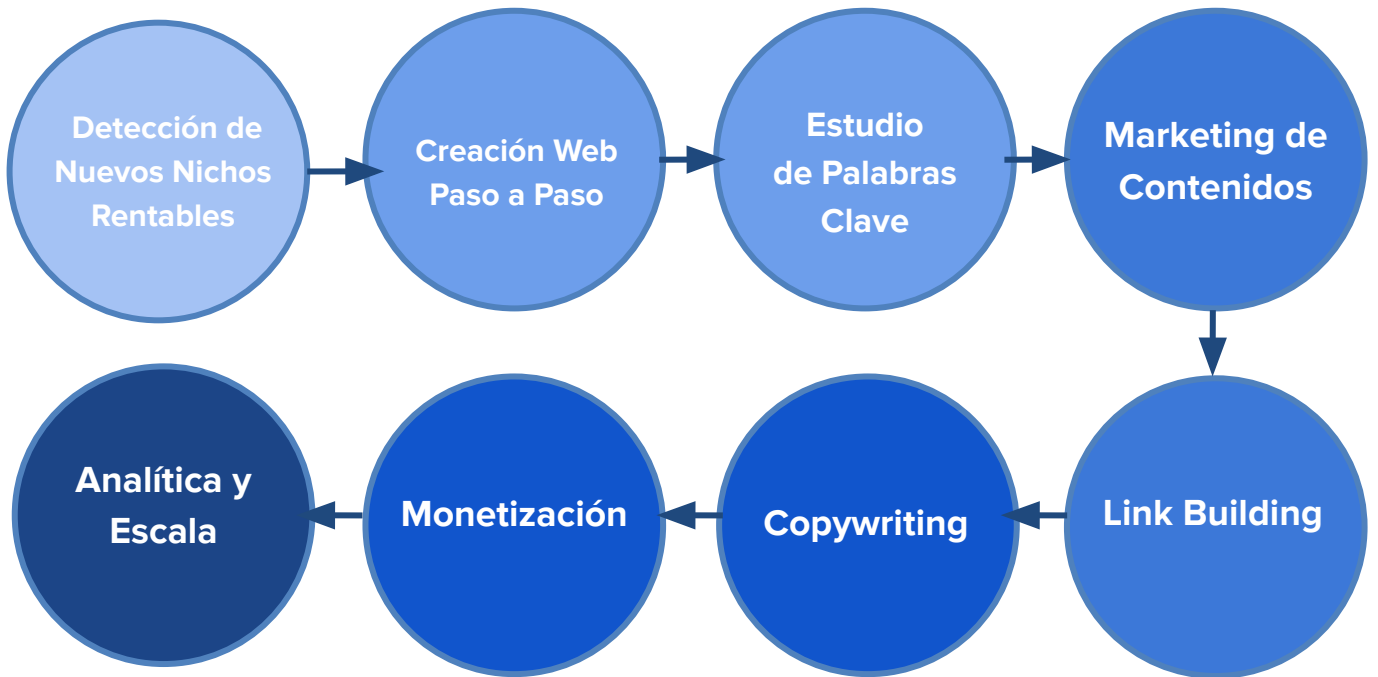 Detección de
Nuevos Nichos
Rentables
Creación Web
Paso a Paso
Estudio
de Palabras
Clave
Marketing de
Contenidos
Link Building
Copywriting
Monetización
Analítica y
Escala